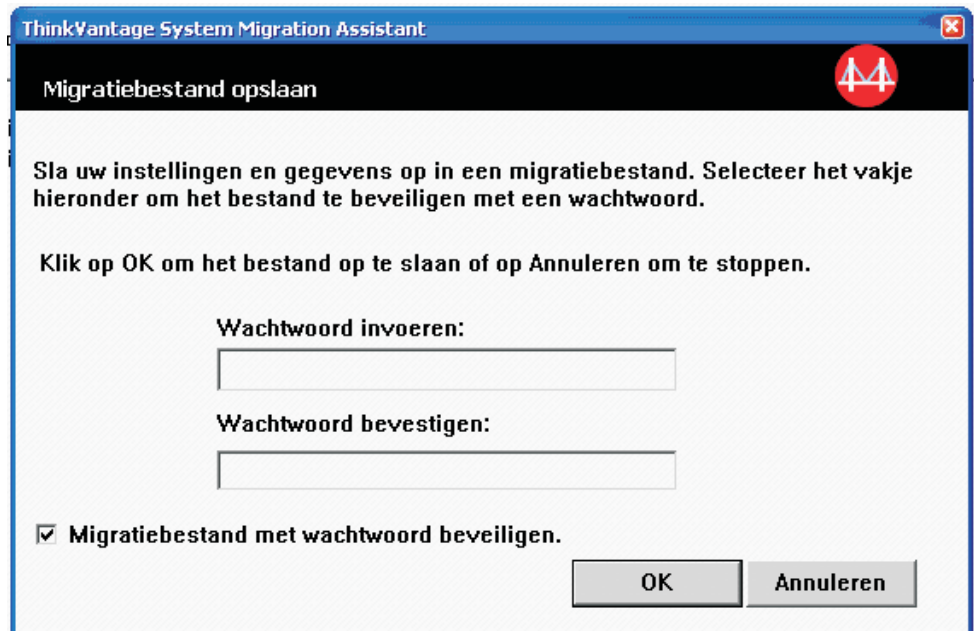 ThinkVantage System Migration Assistant
Migratiebestand opslaan
Sla uw instellingen en gegevens op in een migratiebestand. Selecteer het vakje
hieronder om het bestand te beveiligen met een wachtwoord.
Klik op OK om het bestand op te slaan of op Annuleren om te stoppen.
Wachtwoord invoeren:
Wachtwoord bevestigen:
Migratiebestand met wachtwoord beveiligen.
OK
Annuleren